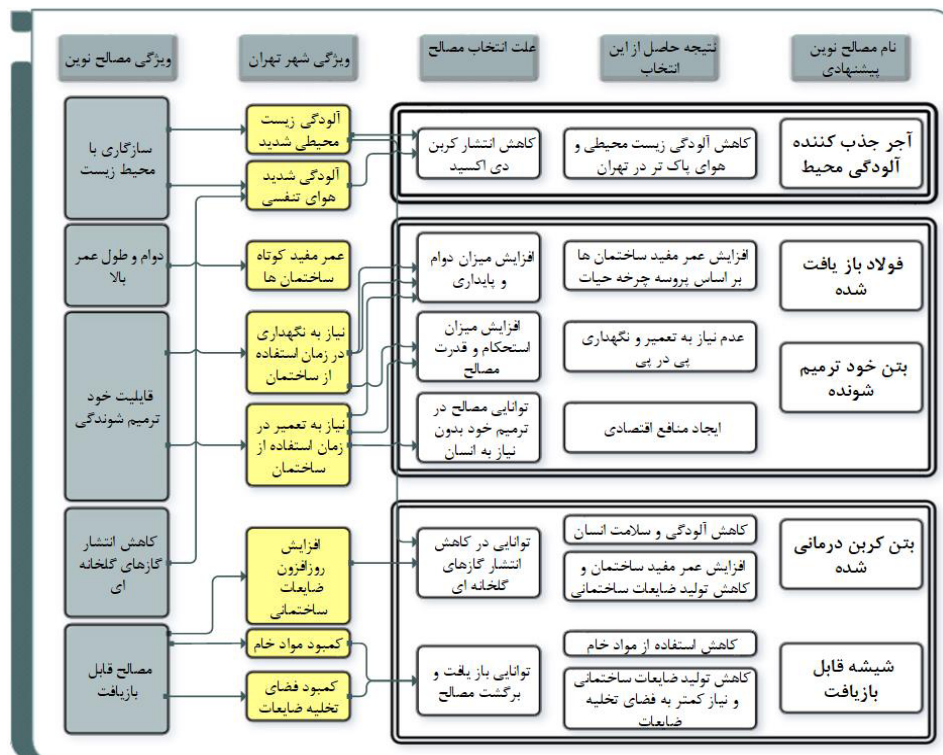 نام مصالح نوین
پیشنهادی
نتیجه حاصل از این
انتخاب
علت انتخاب مصالح
ویژگی شهر تهران
ویژگی مصالح نوین
آجر جذب کننده
آلودگی محیط
کاهش آلودگی زیست محیطی و
هوای پاک تر در تهران
کاهش انتشار کربن
دی اکسید
آلودگی زیست
محیطی شدید
آلودگی شدید
هوای تنفسی
سازگاری با
محیط زیست
فولاد باز یافت
شده
افزایش عمر مفید ساختمان ها
بر اساس پروسه چرخه حیات
افزایش میزان دوام
و پایداری
عمر مفید کوتاه
ساختمان ها
دوام و طول عمر
بالا
بتن خود ترمیم
شونده
عدم نیاز به تعمیر و نگهداری
پی در پی
افزایش میزان
استحکام و قدرت
مصالح
نیاز به نگهداری
در زمان استفاده
از ساختمان
قابلیت خود
ترمیم شوندگی
ایجاد منافع اقتصادی
توانایی مصالح در
ترمیم خود بدون
نیاز به انسان
نیاز به تعمیر در
زمان استفاده از
ساختمان
بتن کربن درمانی
شده
کاهش آلودگی و سلامت انسان
افزایش عمر مفید ساختمان و
کاهش تولید ضایعات ساختمانی
توانایی در کاهش
انتشار گازهای
گلخانه ای
افزایش
روزافزون
ضایعات
ساختمانی
کاهش انتشار
گازهای گلخانه
ای
شیشه قابل
بازیافت
کاهش استفاده از مواد خام
کاهش تولید ضایعات ساختمانی
و نیاز کمتر به فضای تخلیه
ضایعات
توانایی باز یافت و
برگشت مصالح
کمبود مواد خام
کمبود فضای
تخلیه ضایعات
مصالح قابل
بازیافت